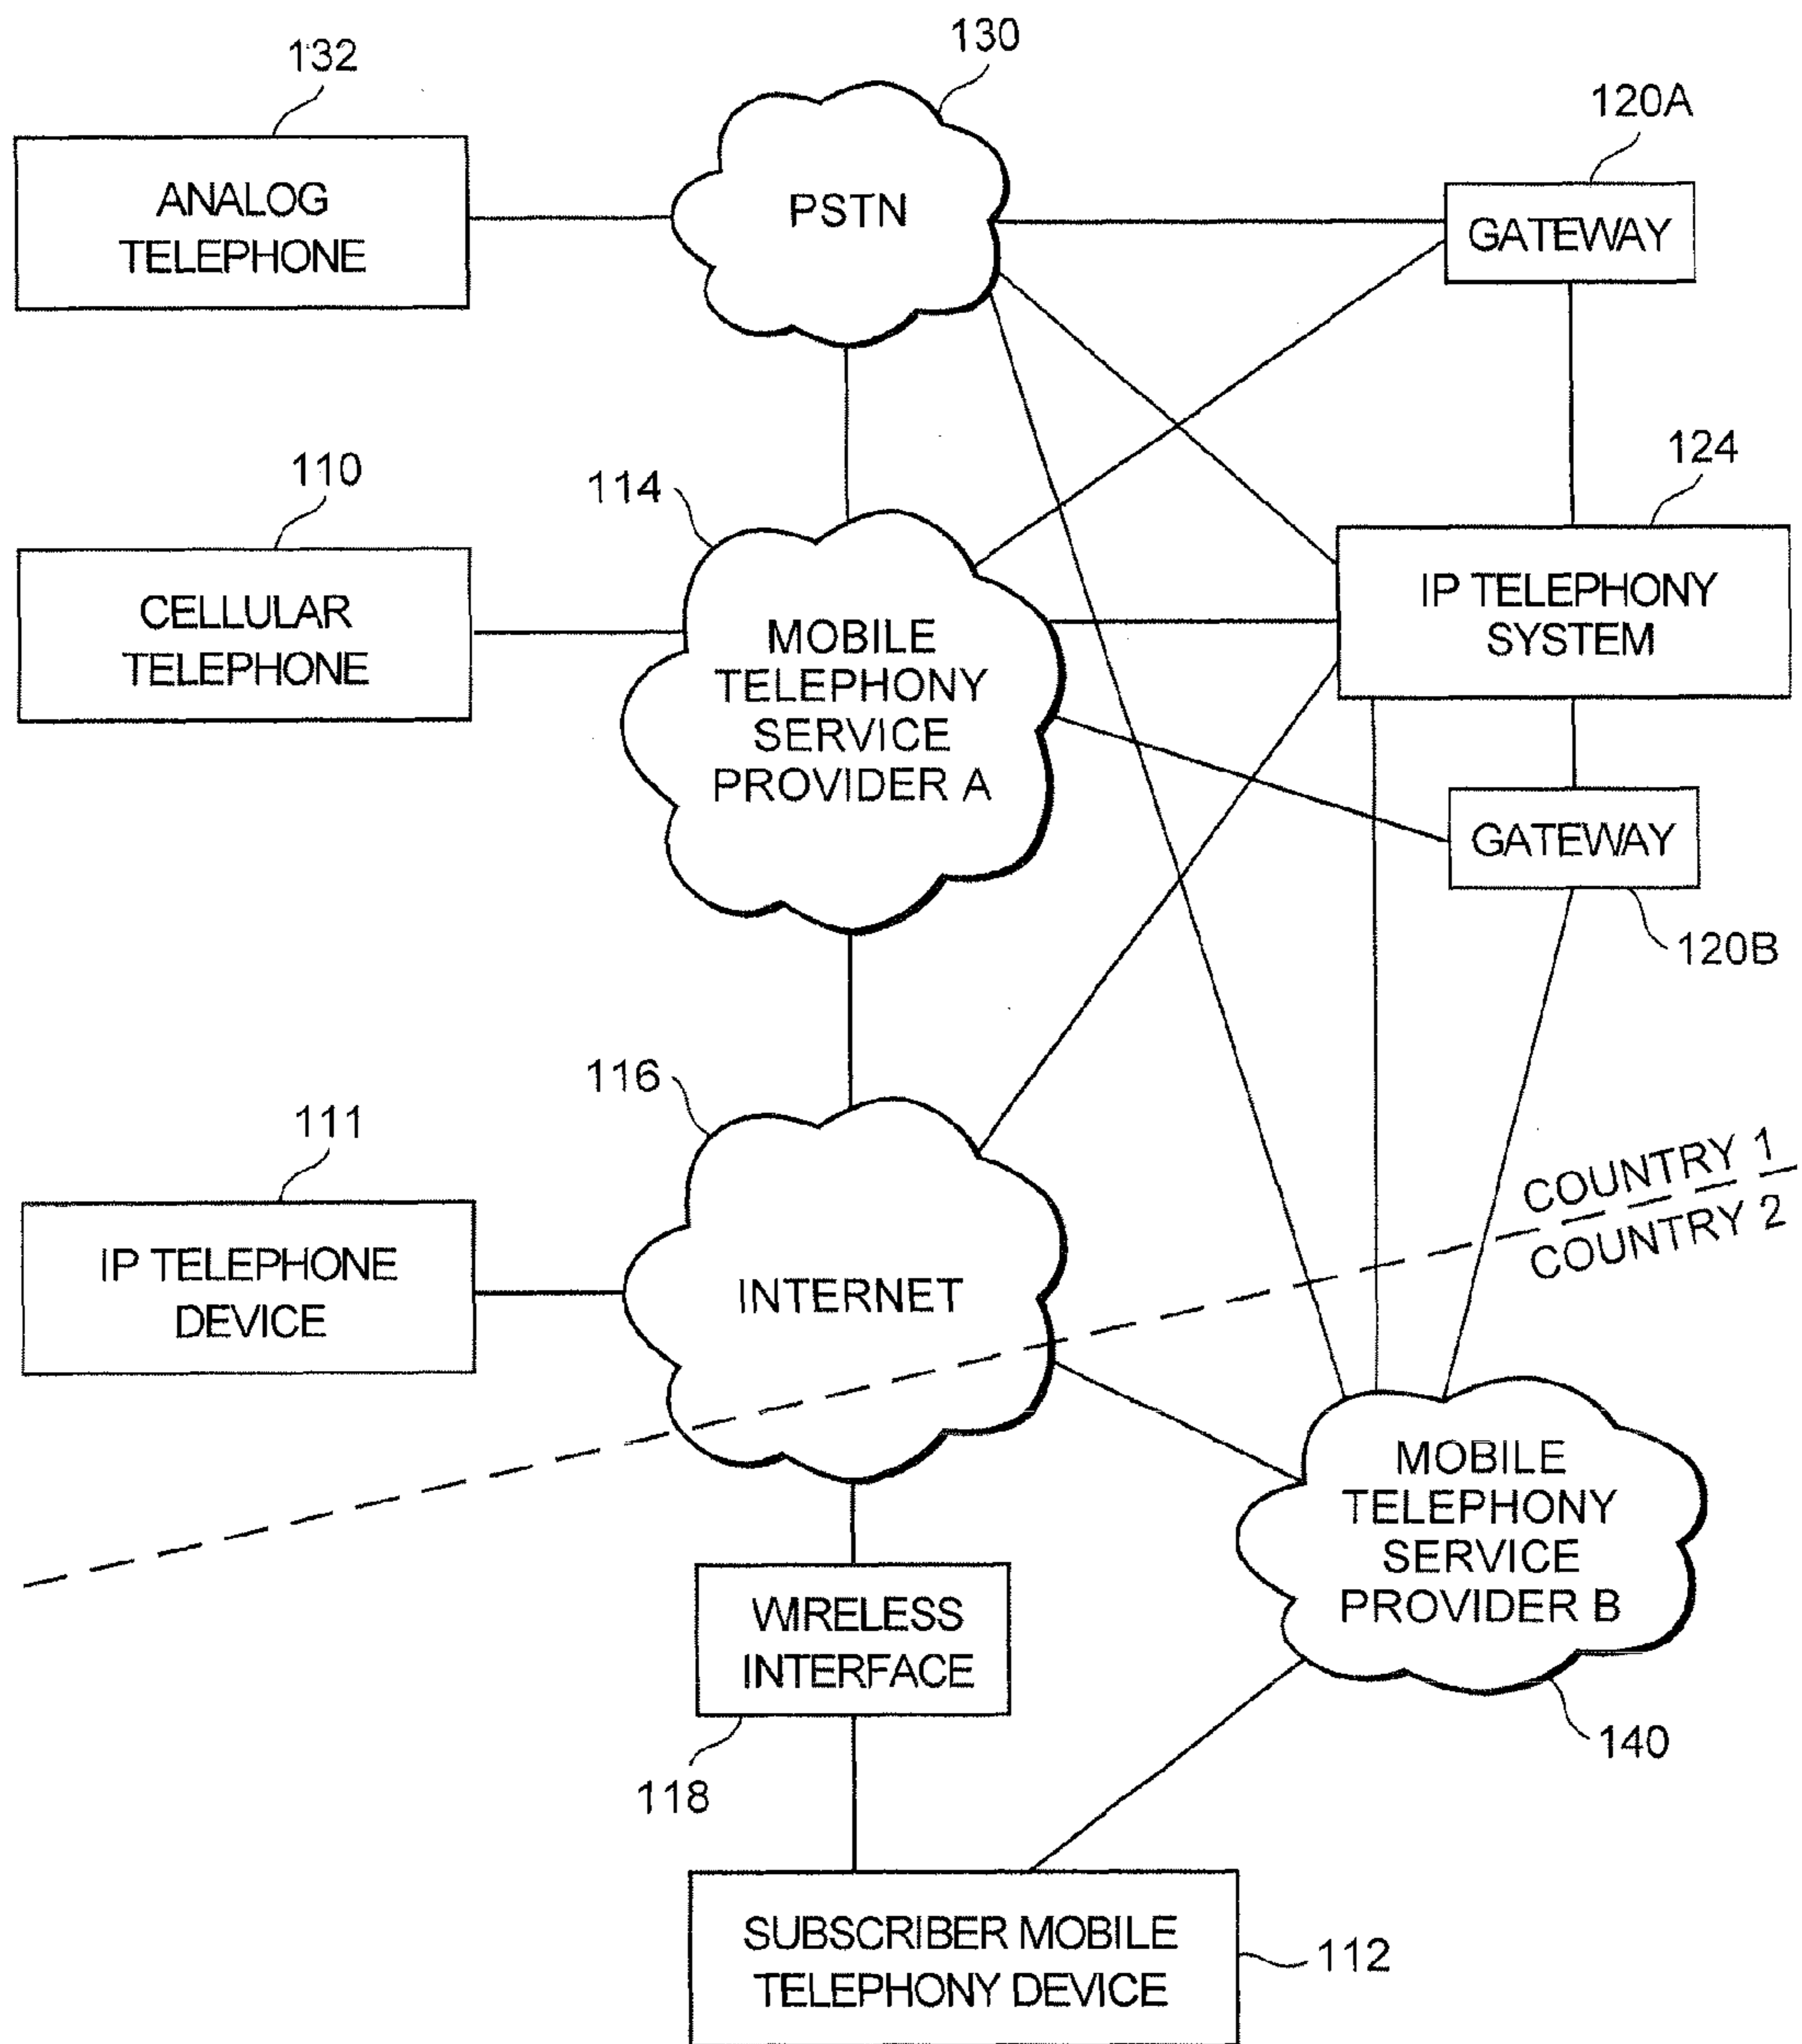 132
130
120A
ANALOG
TELEPHONE
PSTN
GATEWAY
110
114
124
CELLULAR
TELEPHONE
MOBILE
TELEPHONY
SERVICE
PROVIDER A
IP TELEPHONY
SYSTEM
GATEWAY
120B
111
116
IP TELEPHONE
DEVICE
INTERNET
COUNTRY 1
COUNTRY 2
WIRELESS
INTERFACE
118
MOBILE
TELEPHONY
SERVICE
PROVIDER B
140
SUBSCRIBER MOBILE
TELEPHONY DEVICE
112